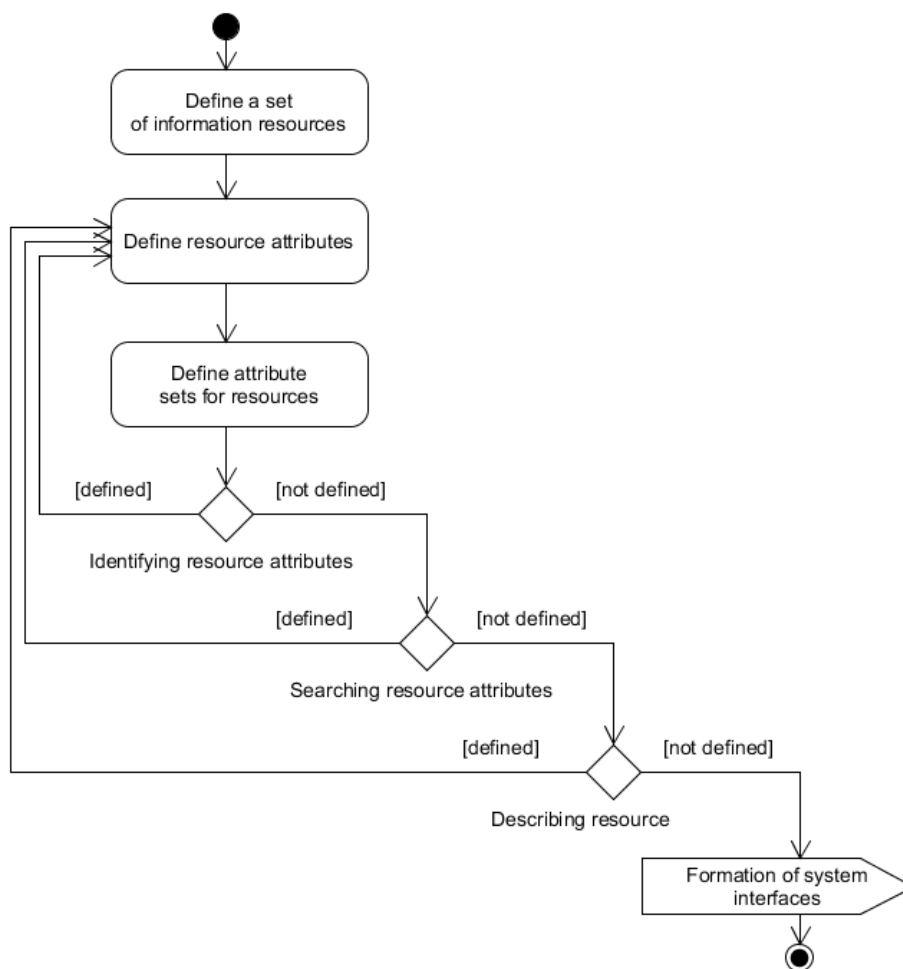 Define a set
of information resources
Define resource attributes
Define attribute
sets for resources
[defined]
[not defined]
Identifying resource attributes
[defined]
[not defined]
Searching resource attributes
[defined]
[not defined]
Describing resource
Formation of system
interfaces